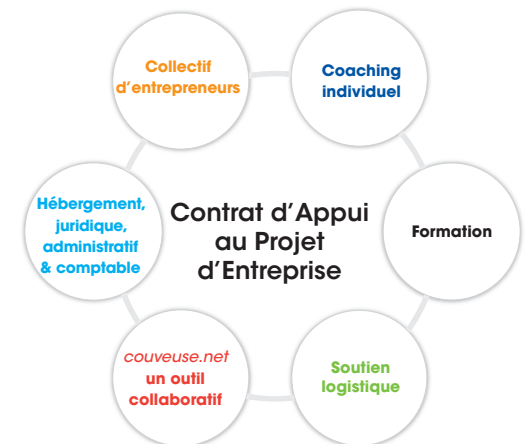 Collectif
d'entrepreneurs
Coaching
individuel
Hébergement,
juridique,
administratif
& comptable
Contrat d'Appui
au Projet
d'Entreprise
Formation
couveuse.net
un outil
collaboratif
Soutien
logistique